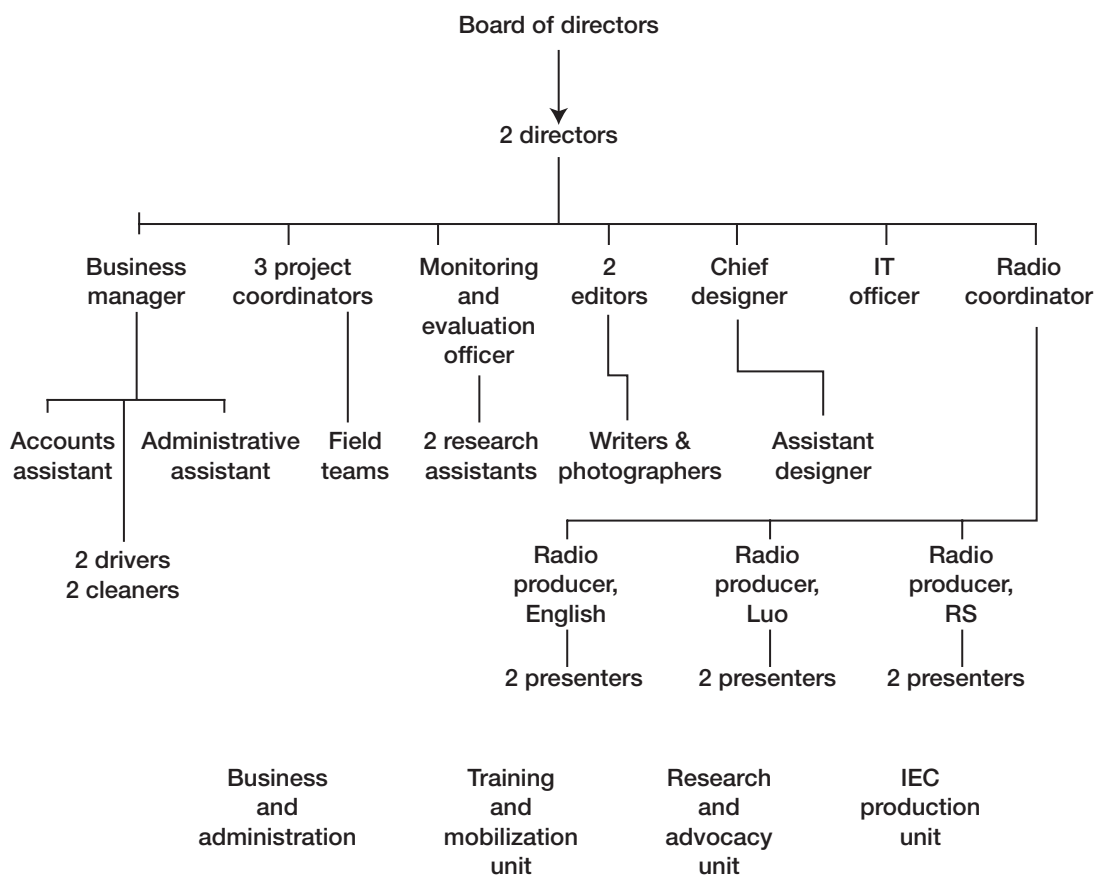 Board of directors
2 directors
Business
manager
3 project
coordinators
Monitoring
and
evaluation
officer
2
editors
Chief
designer
IT
officer
Radio
coordinator
Accounts
assistant
Administrative
assistant
Field
teams
2 research
assistants
Writers &
photographers
Assistant
designer
2 drivers
2 cleaners
Radio
producer,
English
Radio
producer,
Luo
Radio
producer,
RS
2 presenters
2 presenters
2 presenters
Business
and
administration
Training
and
mobilization
unit
Research
and
advocacy
unit
IEC
production
unit